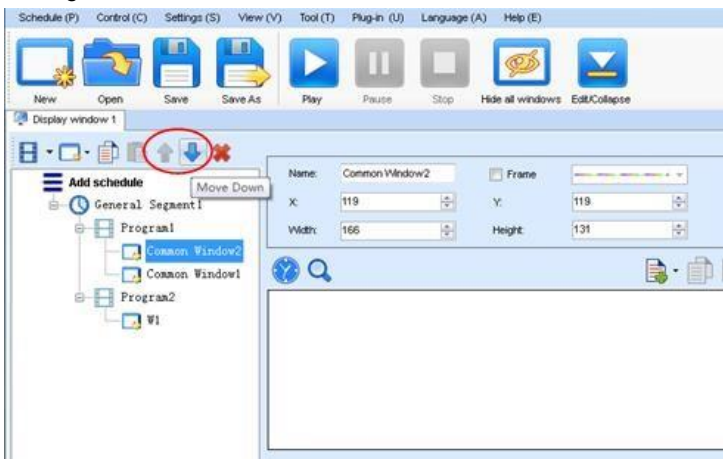 Schedule (P) Control (C) Settings (S) View (V) Tool (T) Plug-in (U) Language (A) Help (E)
New Open Save Save As Play Pause Stop Hide all windows Edit/Collapse
Display window 1
Move Down
Add schedule
General Segment1
Program1
Common Window2
Common Window1
Program2
W1
Name: Common Window2 Frame
X: 119 Y: 119
Width: 166 Height: 131